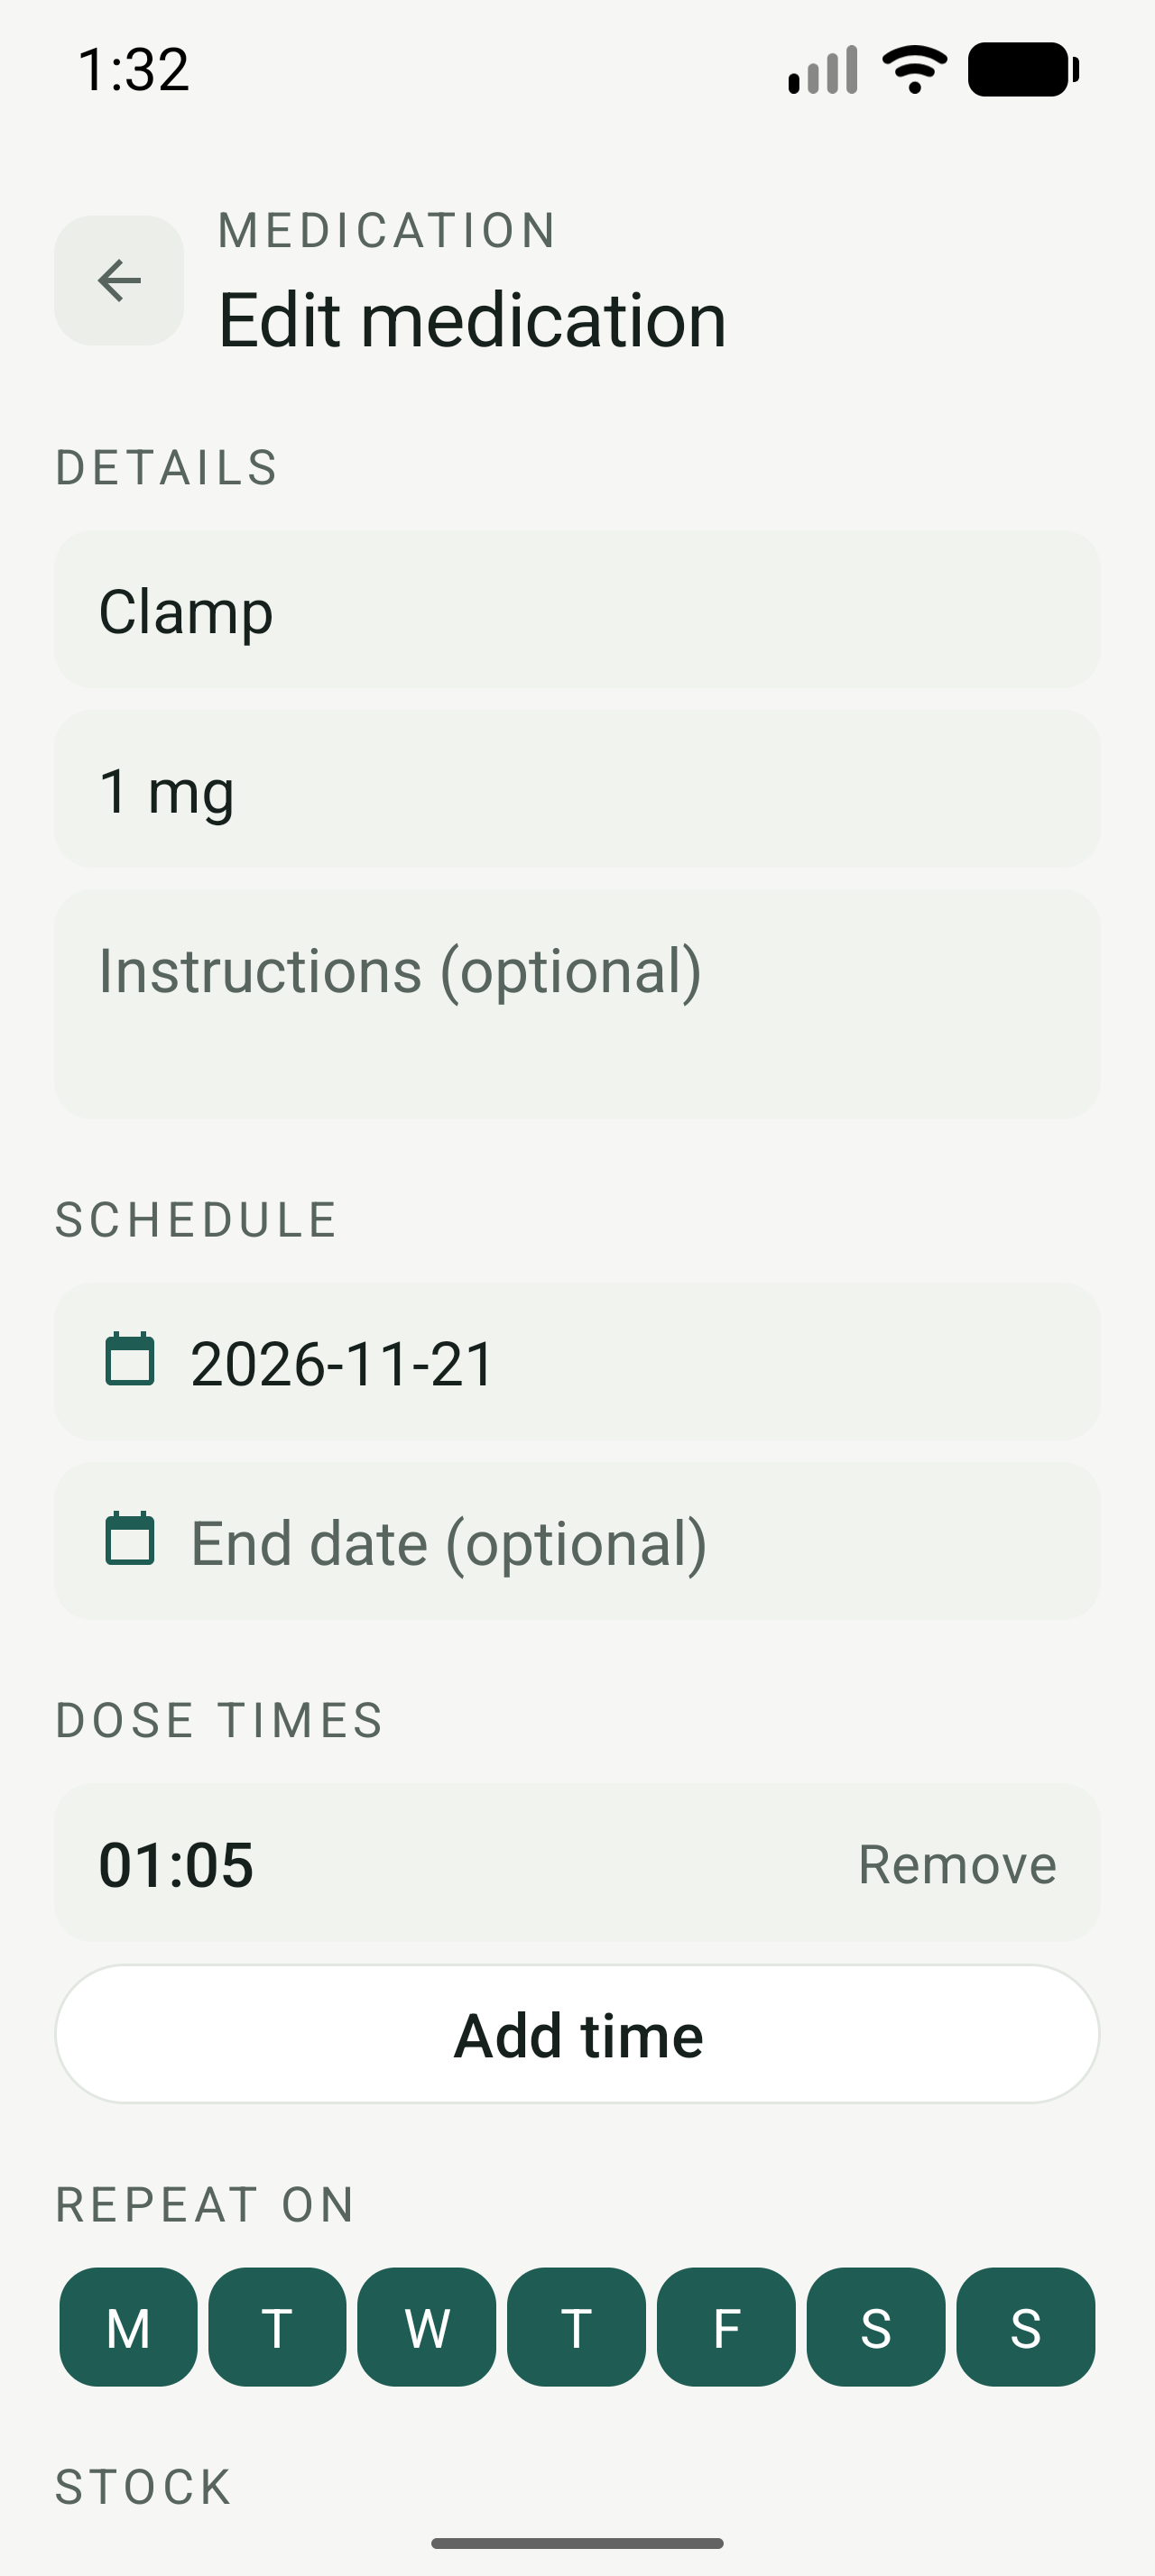 1:32
MEDICATION
Edit medication
DETAILS
Clamp
1 mg
Instructions (optional)
SCHEDULE
2026-11-21
End date (optional)
DOSE TIMES
01:05 Remove
Add time
REPEAT ON
M T W T F S S
STOCK